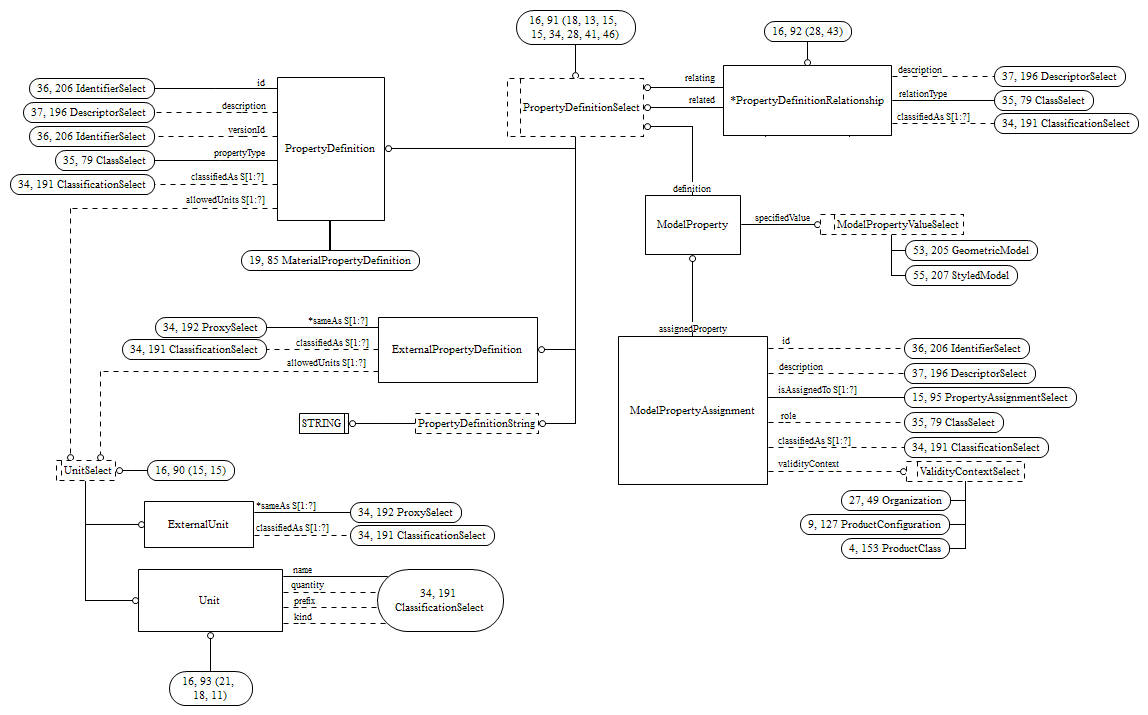 16, 91 (18, 13, 15,
15, 34, 28, 41, 46)
16, 92 (28, 43)
36, 206 IdentifierSelect
id
37, 196 DescriptorSelect
description
36, 206 IdentifierSelect
versionId
35, 79 ClassSelect
propertyType
34, 191 ClassificationSelect
classifiedAs S[1:?]
allowedUnits S[1:?]
PropertyDefinition
19, 85 MaterialPropertyDefinition
PropertyDefinitionSelect
relating
related
*PropertyDefinitionRelationship
description
37, 196 DescriptorSelect
relationType
35, 79 ClassSelect
classifiedAs S[1:?]
34, 191 ClassificationSelect
definition
ModelProperty
specifiedValue
ModelPropertyValueSelect
53, 205 GeometricModel
55, 207 StyledModel
34, 192 ProxySelect
*sameAs S[1:?]
34, 191 ClassificationSelect
classifiedAs S[1:?]
allowedUnits S[1:?]
ExternalPropertyDefinition
STRING
PropertyDefinitionString
assignedProperty
ModelPropertyAssignment
id
36, 206 IdentifierSelect
description
37, 196 DescriptorSelect
isAssignedTo S[1:?]
15, 95 PropertyAssignmentSelect
role
35, 79 ClassSelect
classifiedAs S[1:?]
34, 191 ClassificationSelect
validityContext
ValidityContextSelect
27, 49 Organization
9, 127 ProductConfiguration
4, 153 ProductClass
UnitSelect
16, 90 (15, 15)
ExternalUnit
*sameAs S[1:?]
34, 192 ProxySelect
classifiedAs S[1:?]
34, 191 ClassificationSelect
Unit
name
quantity
prefix
kind
34, 191
ClassificationSelect
16, 93 (21,
18, 11)